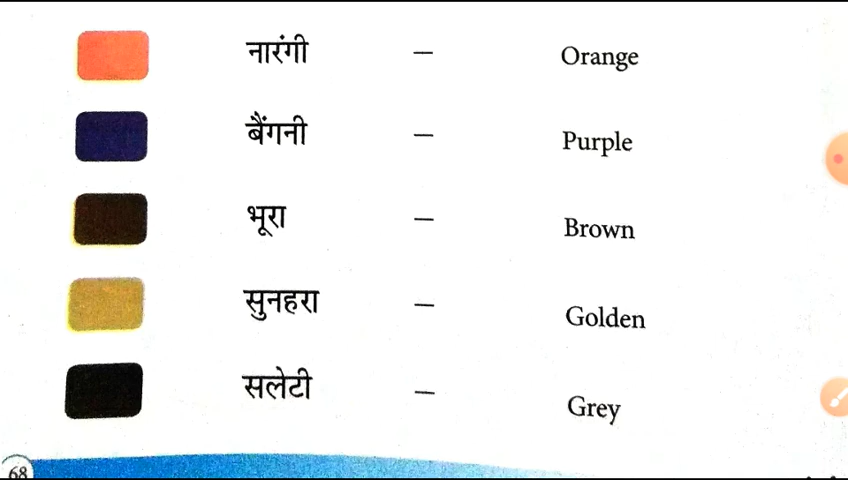 नारंगी — Orange
बैंगनी — Purple
भूरा — Brown
सुनहरा — Golden
सलेटी — Grey
68